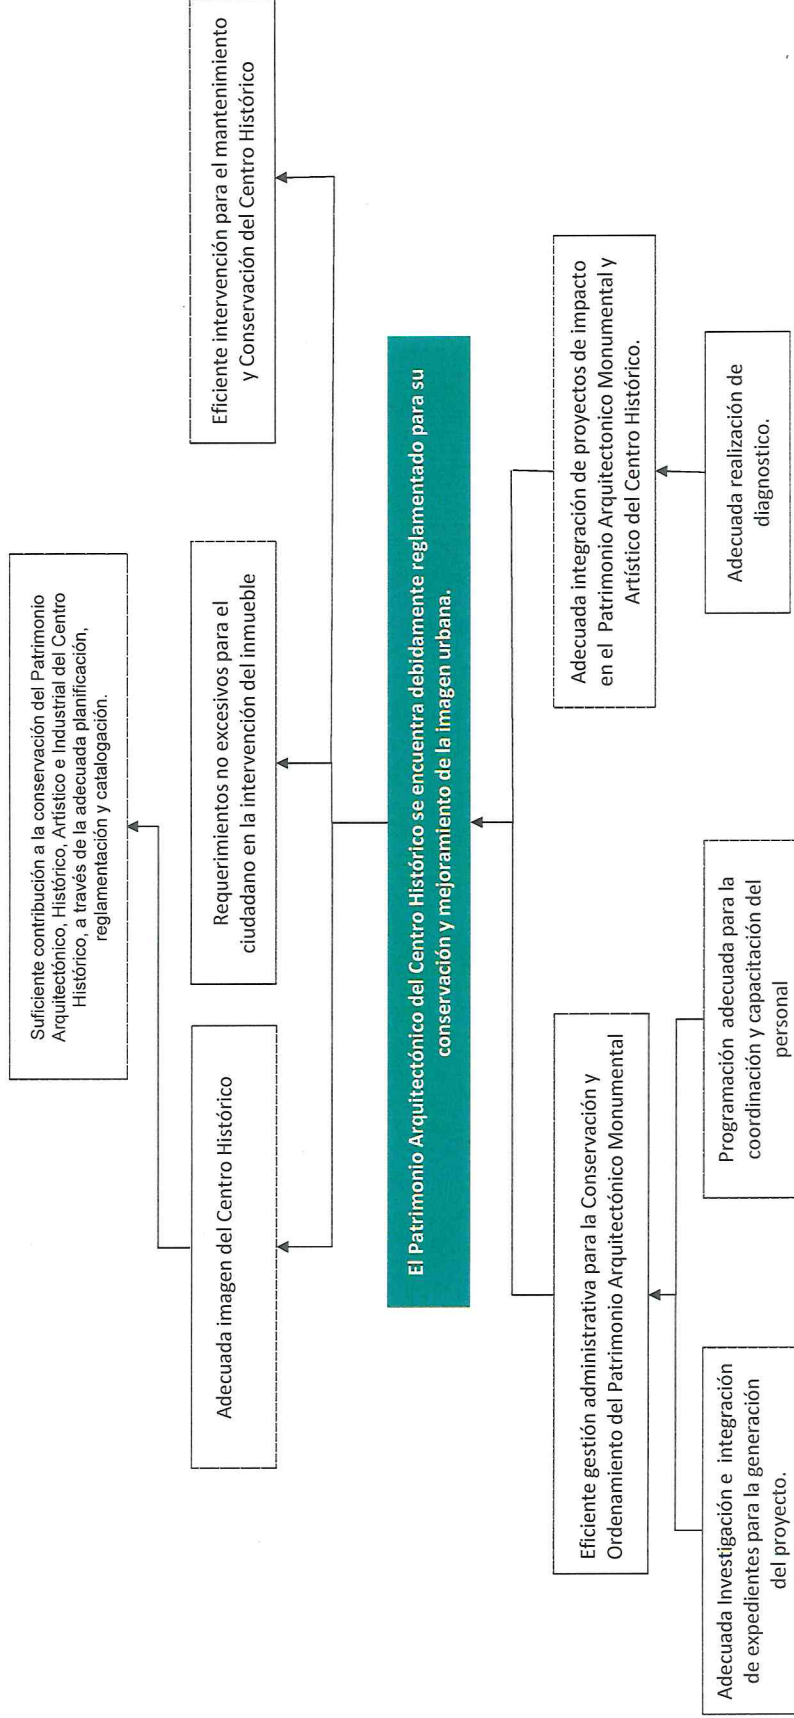 Suficiente contribución a la conservación del Patrimonio
Arquitectónico, Histórico, Artístico e Industrial del Centro
Histórico, a través de la adecuada planificación,
reglamentación y catalogación.
Adecuada imagen del Centro Histórico
Requerimientos no excesivos para el
ciudadano en la intervención del inmueble
Eficiente intervención para el mantenimiento
y Conservación del Centro Histórico
El Patrimonio Arquitectónico del Centro Histórico se encuentra debidamente reglamentado para su
conservación y mejoramiento de la imagen urbana.
Eficiente gestión administrativa para la Conservación y
Ordenamiento del Patrimonio Arquitectónico Monumental
Adecuada integración de proyectos de impacto
en el Patrimonio Arquitectonico Monumental y
Artístico del Centro Histórico.
Adecuada Investigación e integración
de expedientes para la generación
del proyecto.
Programación adecuada para la
coordinación y capacitación del
personal
Adecuada realización de
diagnostico.